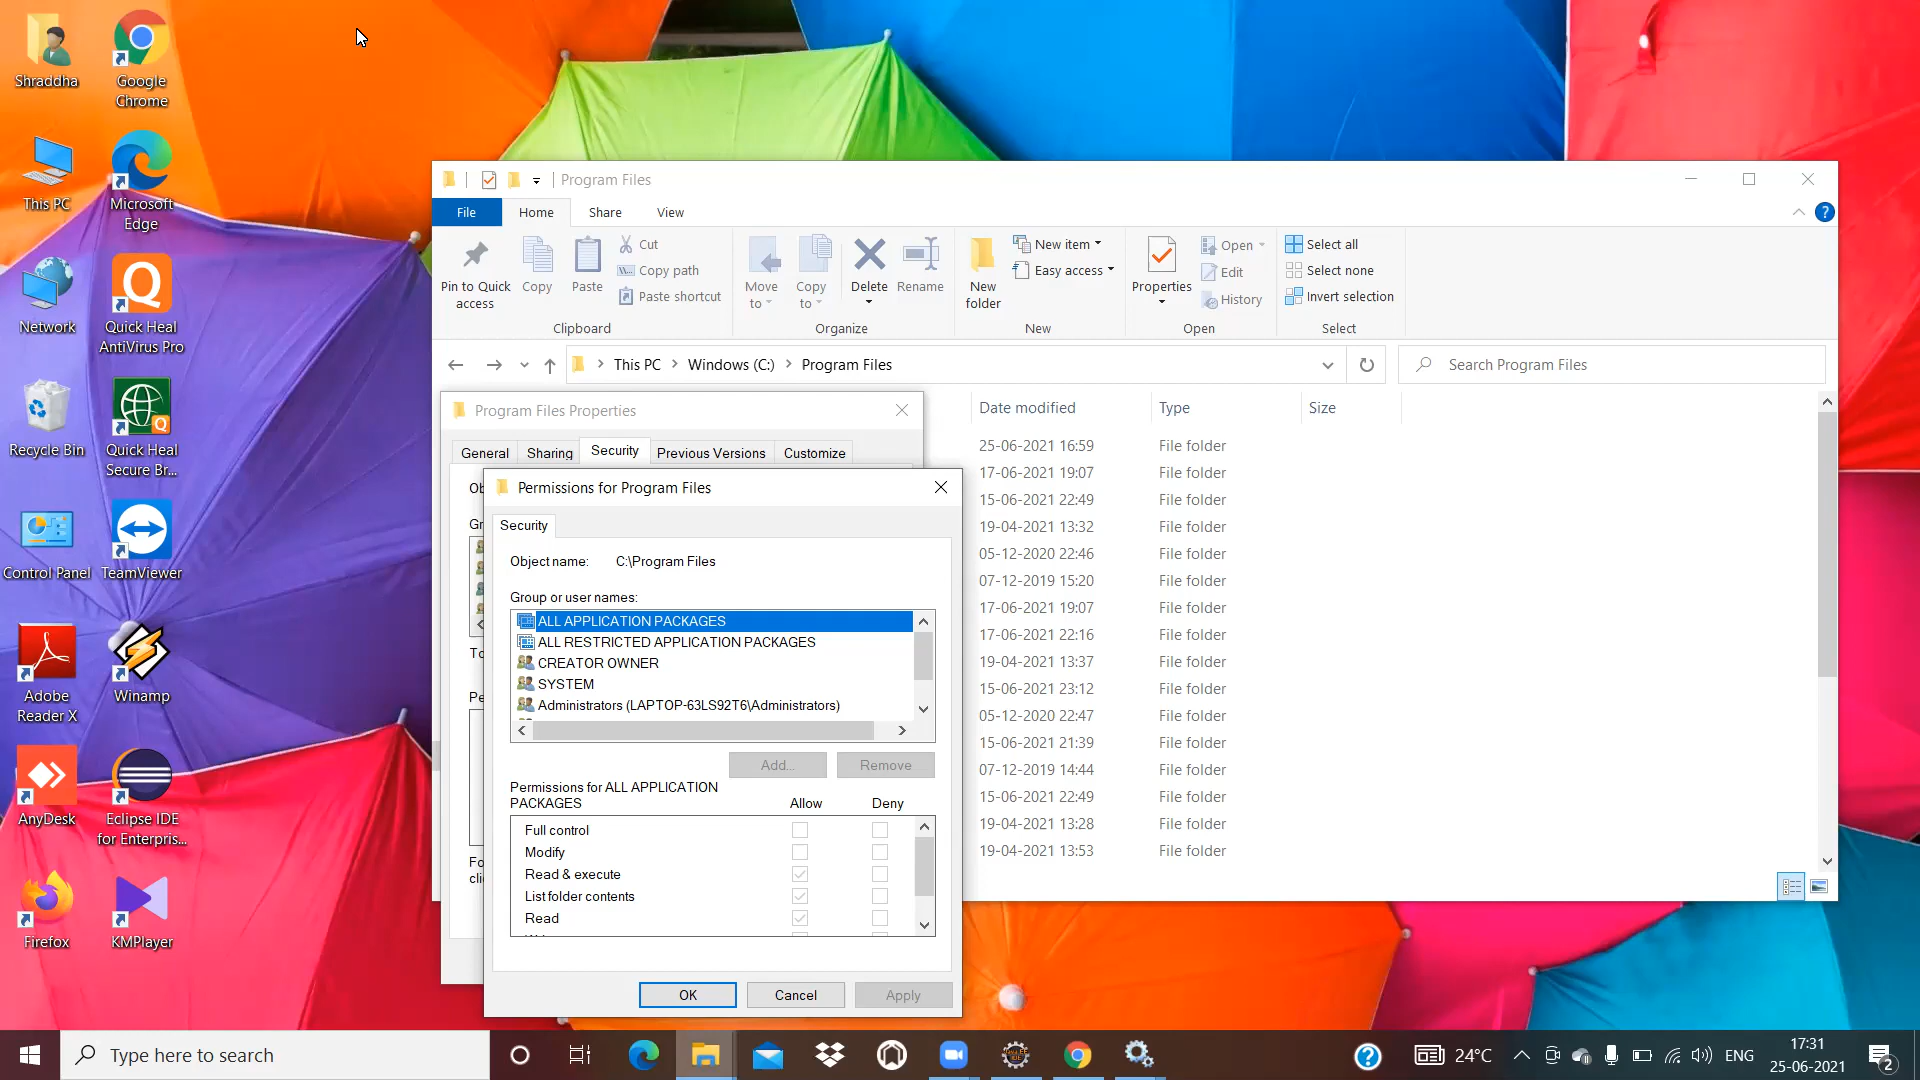 Shraddha
Google
Chrome
This PC
Microsoft
Edge
Network
Quick Heal
AntiVirus Pro
Recycle Bin
Quick Heal
Secure Br...
Control Panel
TeamViewer
Adobe
Reader X
Winamp
AnyDesk
Eclipse IDE
for Enterpris...
Firefox
KMPlayer
Program Files
File
Home
Share
View
Pin to Quick
access
Copy
Paste
Cut
Copy path
Paste shortcut
Clipboard
Move
to
Copy
to
Delete
Rename
Organize
New
folder
New item
Easy access
New
Properties
Open
Edit
History
Open
Select all
Select none
Invert selection
Select
This PC
Windows (C:)
Program Files
Search Program Files
Date modified
Type
Size
25-06-2021 16:59 File folder
17-06-2021 19:07 File folder
15-06-2021 22:49 File folder
19-04-2021 13:32 File folder
05-12-2020 22:46 File folder
07-12-2019 15:20 File folder
17-06-2021 19:07 File folder
17-06-2021 22:16 File folder
19-04-2021 13:37 File folder
15-06-2021 23:12 File folder
05-12-2020 22:47 File folder
15-06-2021 21:39 File folder
07-12-2019 14:44 File folder
15-06-2021 22:49 File folder
19-04-2021 13:28 File folder
19-04-2021 13:53 File folder
Program Files Properties
General
Sharing
Security
Previous Versions
Customize
Permissions for Program Files
Security
Object name: C:\Program Files
Group or user names:
ALL APPLICATION PACKAGES
ALL RESTRICTED APPLICATION PACKAGES
CREATOR OWNER
SYSTEM
Administrators (LAPTOP-63LS92T6\Administrators)
Add...
Remove
Permissions for ALL APPLICATION
PACKAGES
Allow
Deny
Full control
Modify
Read & execute
List folder contents
Read
OK
Cancel
Apply
Type here to search
24°C
ENG
17:31
25-06-2021
2